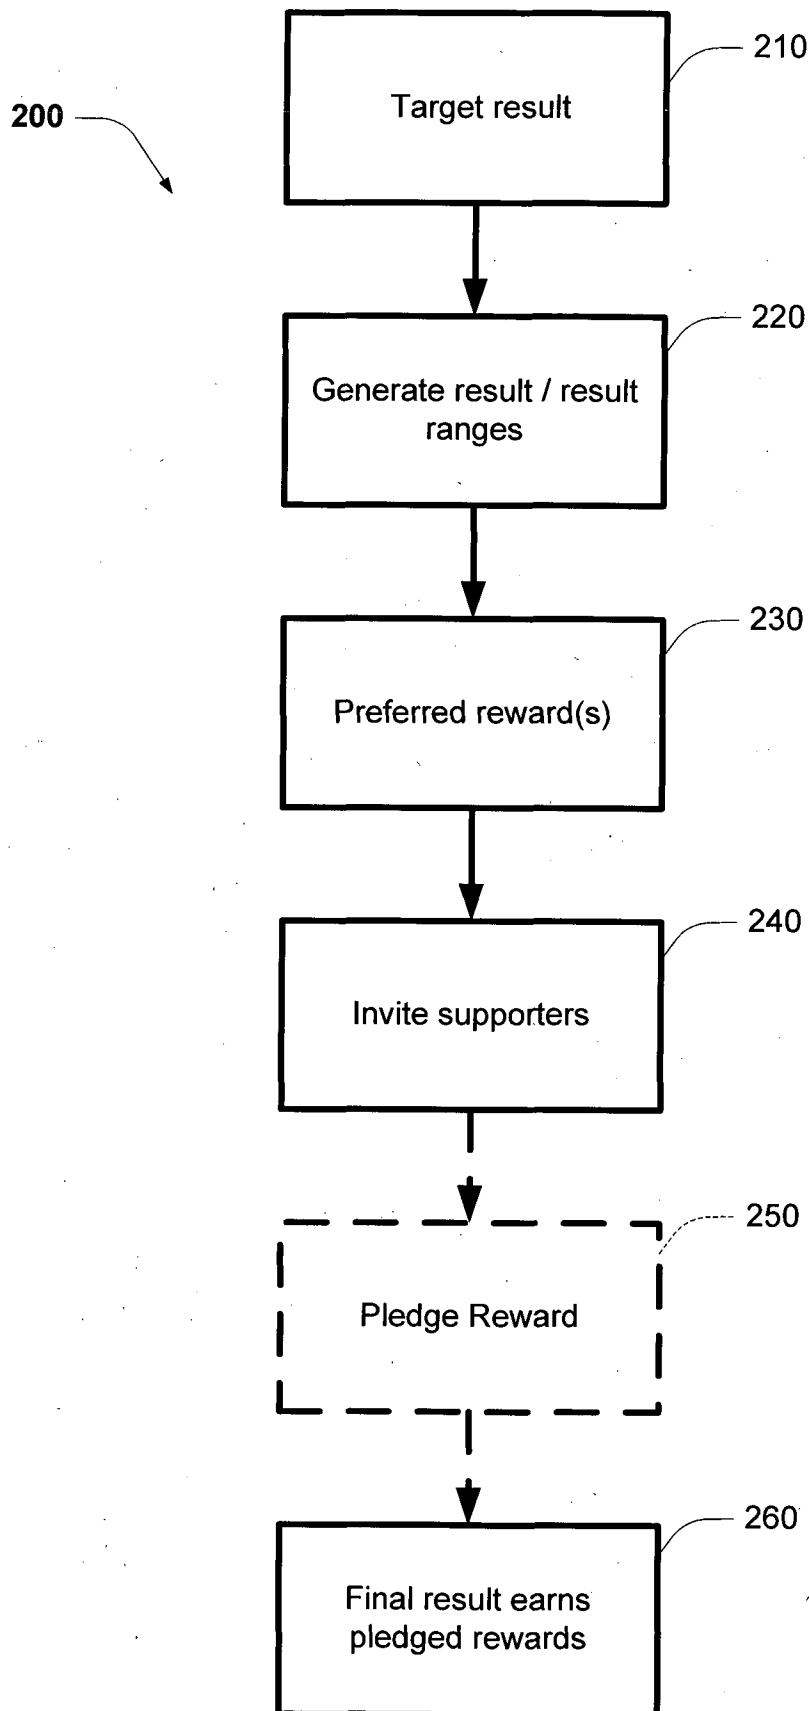 210
Target result
200
220
Generate result / result
ranges
230
Preferred reward(s)
240
Invite supporters
250
Pledge Reward
260
Final result earns
pledged rewards